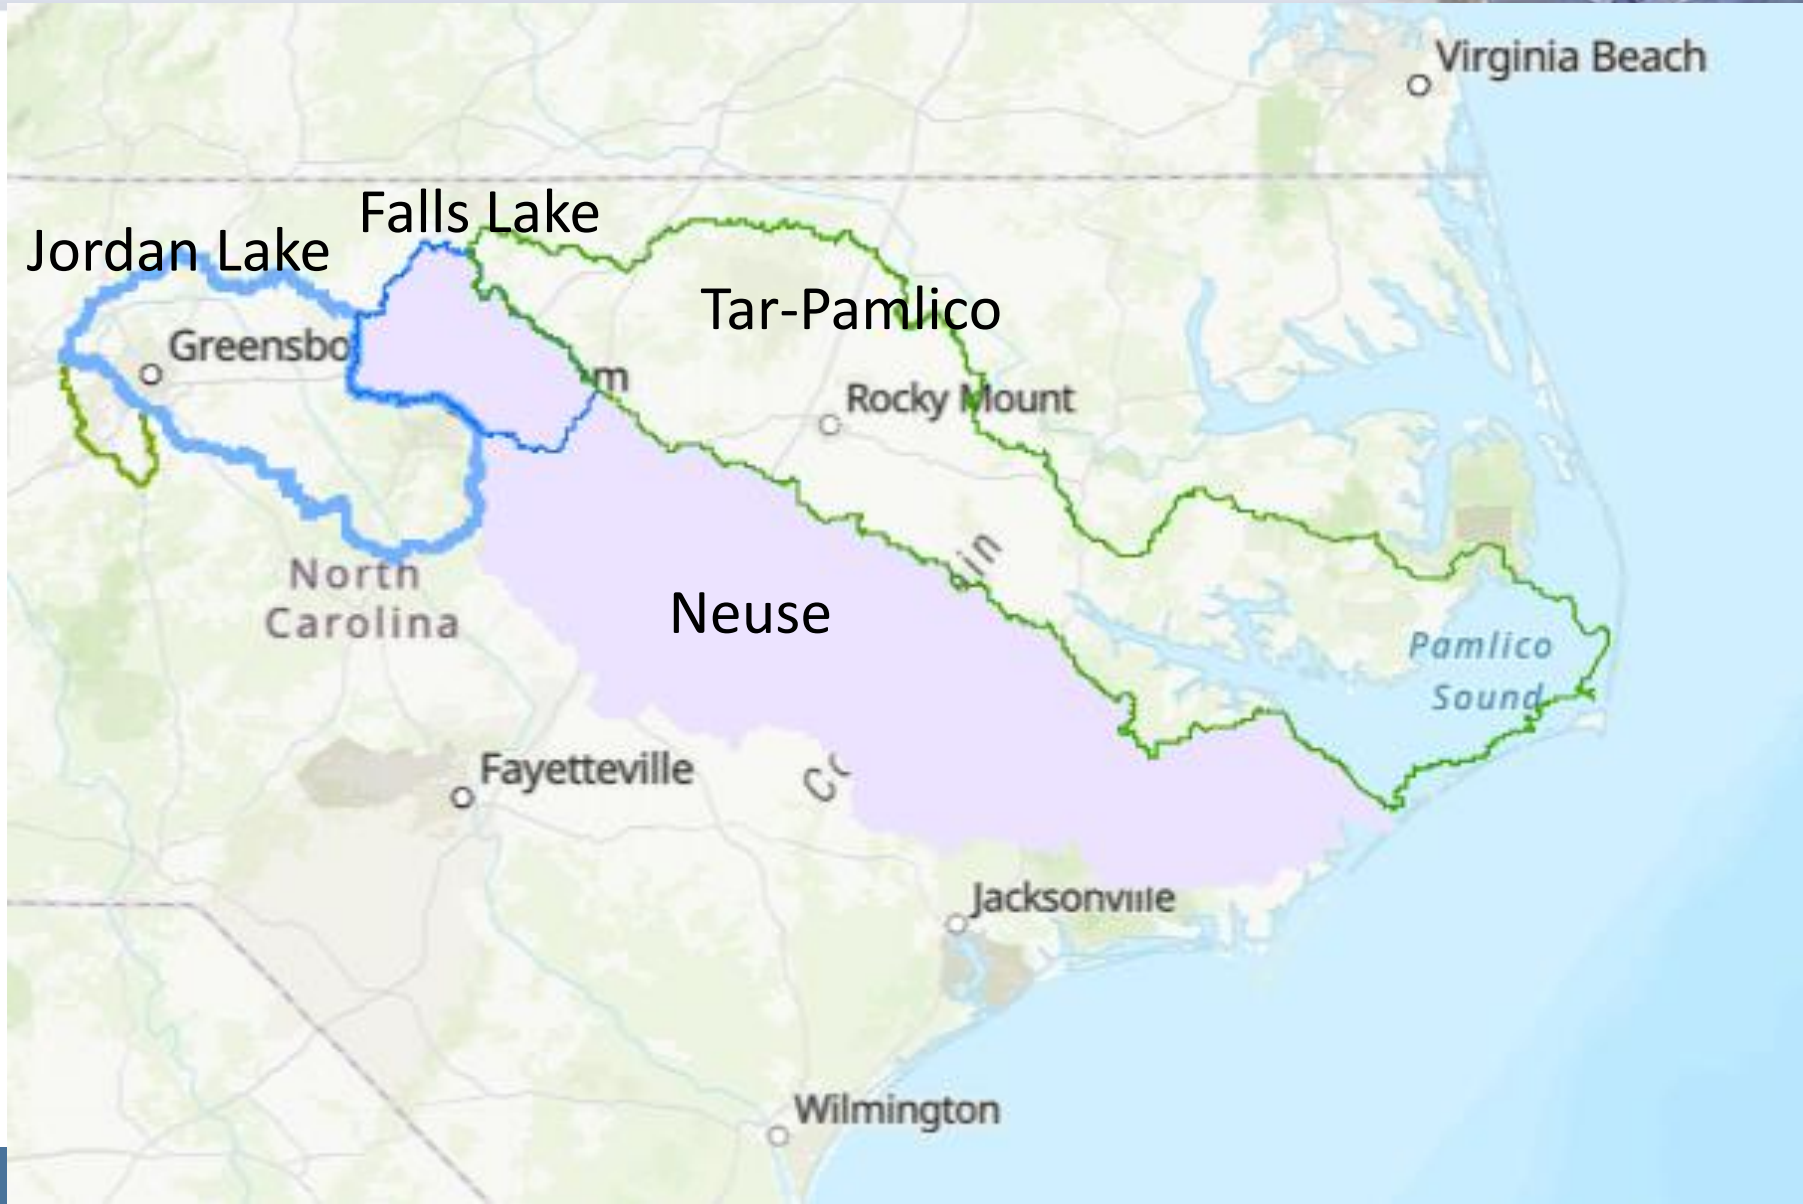 Virginia Beach
Falls Lake
Jordan Lake
Tar-Pamlico
Greensbo
m
Rocky Mount
in
North
Carolina
Neuse
Pamlico
Sound
Fayetteville
Jacksonville
Wilmington